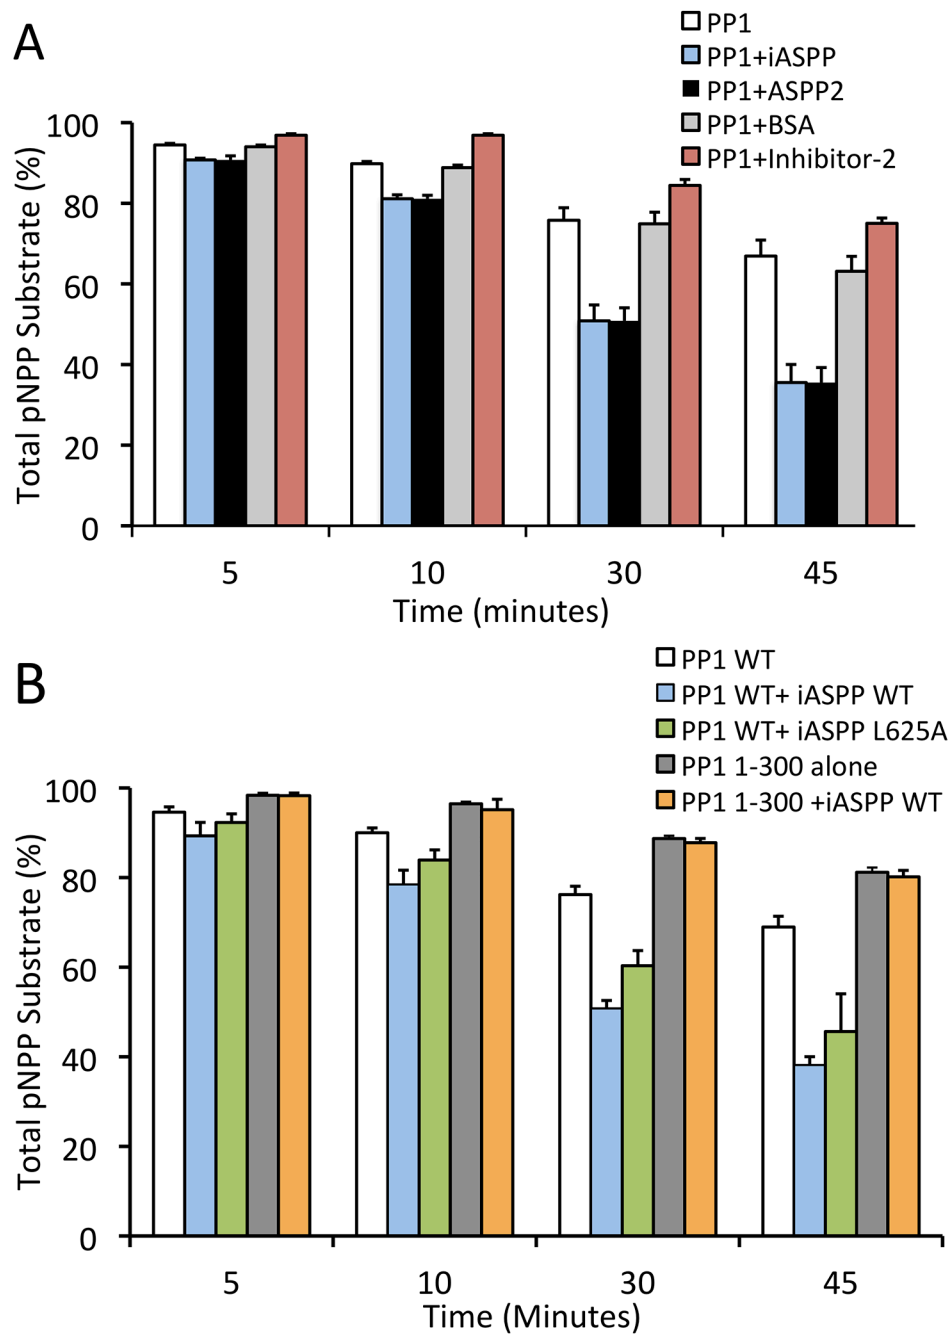 A
PP1
PP1+iASPP
PP1+ASPP2
PP1+BSA
PP1+Inhibitor-2
Total pNPP Substrate (%)
100
80
60
40
20
0
5 10 30 45
Time (minutes)
B
PP1 WT
PP1 WT+ iASPP WT
PP1 WT+ iASPP L625A
PP1 1-300 alone
PP1 1-300 +iASPP WT
Total pNPP Substrate (%)
100
80
60
40
20
0
5 10 30 45
Time (Minutes)